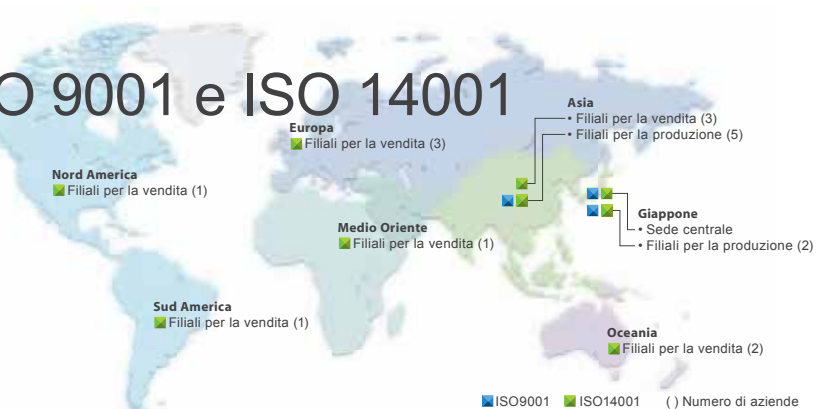 O 9001 e ISO 14001
Asia
• Filiali per la vendita (3)
• Filiali per la produzione (5)
Europa
Filiali per la vendita (3)
Nord America
Filiali per la vendita (1)
Giappone
• Sede centrale
• Filiali per la produzione (2)
Medio Oriente
Filiali per la vendita (1)
Sud America
Filiali per la vendita (1)
Oceania
Filiali per la vendita (2)
ISO9001 ISO14001 ( ) Numero di aziende